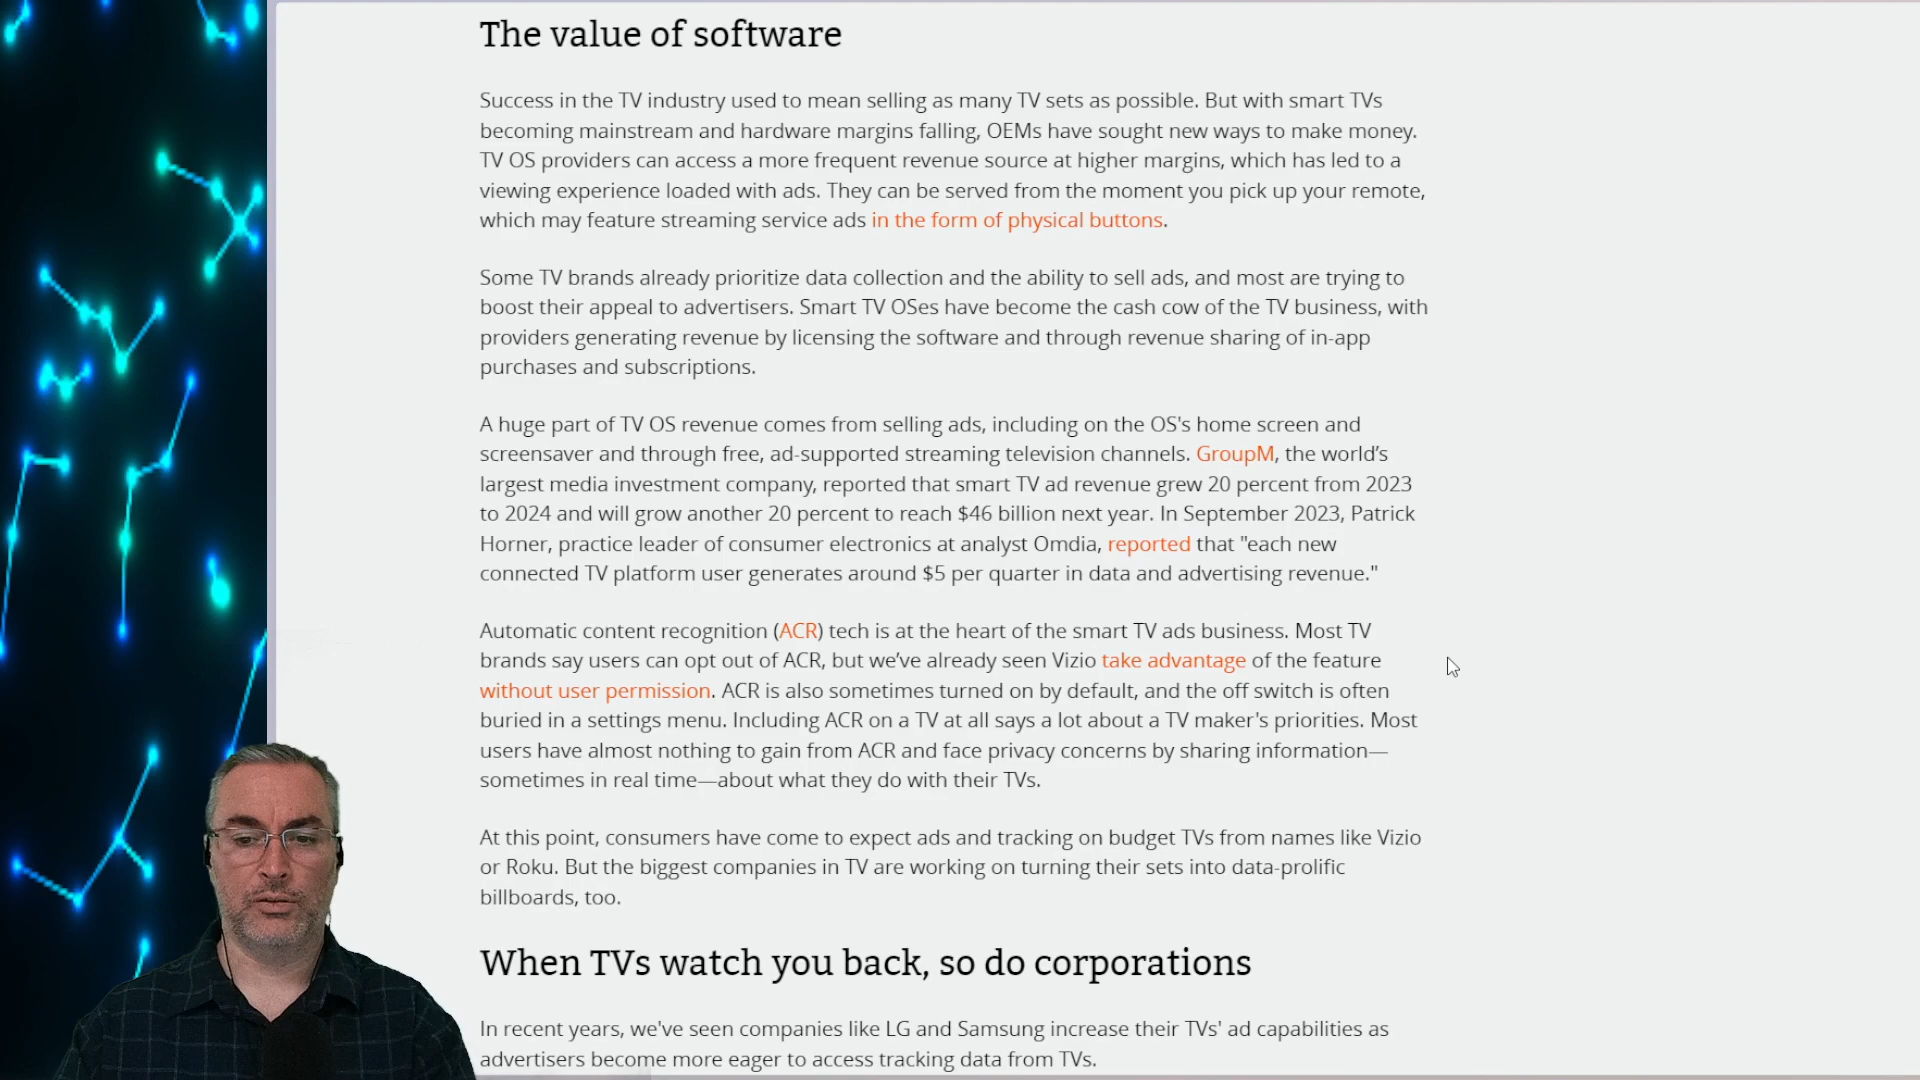 The value of software
Success in the TV industry used to mean selling as many TV sets as possible. But with smart TVs
becoming mainstream and hardware margins falling, OEMs have sought new ways to make money.
TV OS providers can access a more frequent revenue source at higher margins, which has led to a
viewing experience loaded with ads. They can be served from the moment you pick up your remote,
which may feature streaming service ads in the form of physical buttons.
Some TV brands already prioritize data collection and the ability to sell ads, and most are trying to
boost their appeal to advertisers. Smart TV OSes have become the cash cow of the TV business, with
providers generating revenue by licensing the software and through revenue sharing of in-app
purchases and subscriptions.
A huge part of TV OS revenue comes from selling ads, including on the OS's home screen and
screensaver and through free, ad-supported streaming television channels. GroupM, the world’s
largest media investment company, reported that smart TV ad revenue grew 20 percent from 2023
to 2024 and will grow another 20 percent to reach $46 billion next year. In September 2023, Patrick
Horner, practice leader of consumer electronics at analyst Omdia, reported that "each new
connected TV platform user generates around $5 per quarter in data and advertising revenue."
Automatic content recognition (ACR) tech is at the heart of the smart TV ads business. Most TV
brands say users can opt out of ACR, but we’ve already seen Vizio take advantage of the feature
without user permission. ACR is also sometimes turned on by default, and the off switch is often
buried in a settings menu. Including ACR on a TV at all says a lot about a TV maker's priorities. Most
users have almost nothing to gain from ACR and face privacy concerns by sharing information—
sometimes in real time—about what they do with their TVs.
At this point, consumers have come to expect ads and tracking on budget TVs from names like Vizio
or Roku. But the biggest companies in TV are working on turning their sets into data-prolific
billboards, too.
When TVs watch you back, so do corporations
In recent years, we've seen companies like LG and Samsung increase their TVs' ad capabilities as
advertisers become more eager to access tracking data from TVs.